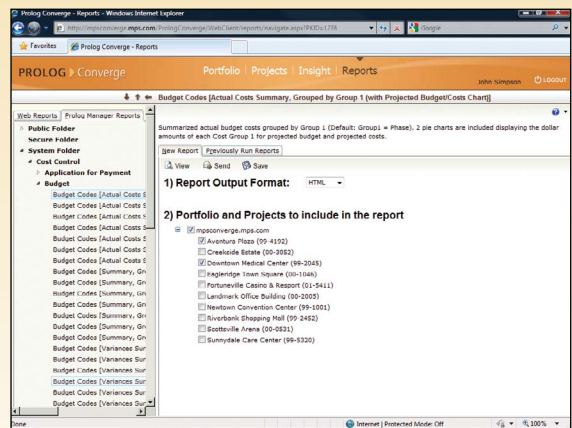 Prolog Converge - Reports - Windows Internet Explorer
http://mpsconverge.mps.com/PrologConverge/WebClient/reports/navigate.aspx?PKID=1778
Google
Favorites
Prolog Converge - Reports
PROLOG Converge
Portfolio | Projects | Insight | Reports
John Simpson
LOGOUT
Budget Codes [Actual Costs Summary, Grouped by Group 1 (with Projected Budget/Costs Chart)]
Web Reports
Prolog Manager Reports
Public Folder
Secure Folder
System Folder
Cost Control
Application for Payment
Budget
Budget Codes [Actual Costs S
Budget Codes [Actual Costs S
Budget Codes [Actual Costs S
Budget Codes [Actual Costs S
Budget Codes [Actual Costs S
Budget Codes [Actual Costs S
Budget Codes [Actual Costs S
Budget Codes [Summary, Gro
Budget Codes [Summary, Gro
Budget Codes [Summary, Gro
Budget Codes [Summary, Gro
Budget Codes [Summary, Gro
Budget Codes [Summary, Gro
Budget Codes [Variances Sur
Budget Codes [Variances Sur
Budget Codes [Variances Sur
Budget Codes [Variances Sur
Budget Codes [Variances Sur
Summarized actual budget costs grouped by Group 1 (Default: Group1 = Phase). 2 pie charts are included displaying the dollar
amounts of each Cost Group 1 for projected budget and projected costs.
New Report
Previously Run Reports
View
Send
Save
1) Report Output Format:
HTML
2) Portfolio and Projects to include in the report
mpsconverge.mps.com
Aventura Plaza (99-4192)
Creekside Estate (00-3052)
Downtown Medical Center (99-2045)
Eagleridge Town Square (00-1046)
Fortuneville Casino & Resport (01-5411)
Landmark Office Building (00-2005)
Newtown Convention Center (99-1001)
Riverbank Shopping Mall (99-2452)
Scottsville Arena (00-0531)
Sunnydale Care Center (99-5320)
Done
Internet | Protected Mode: Off
100%